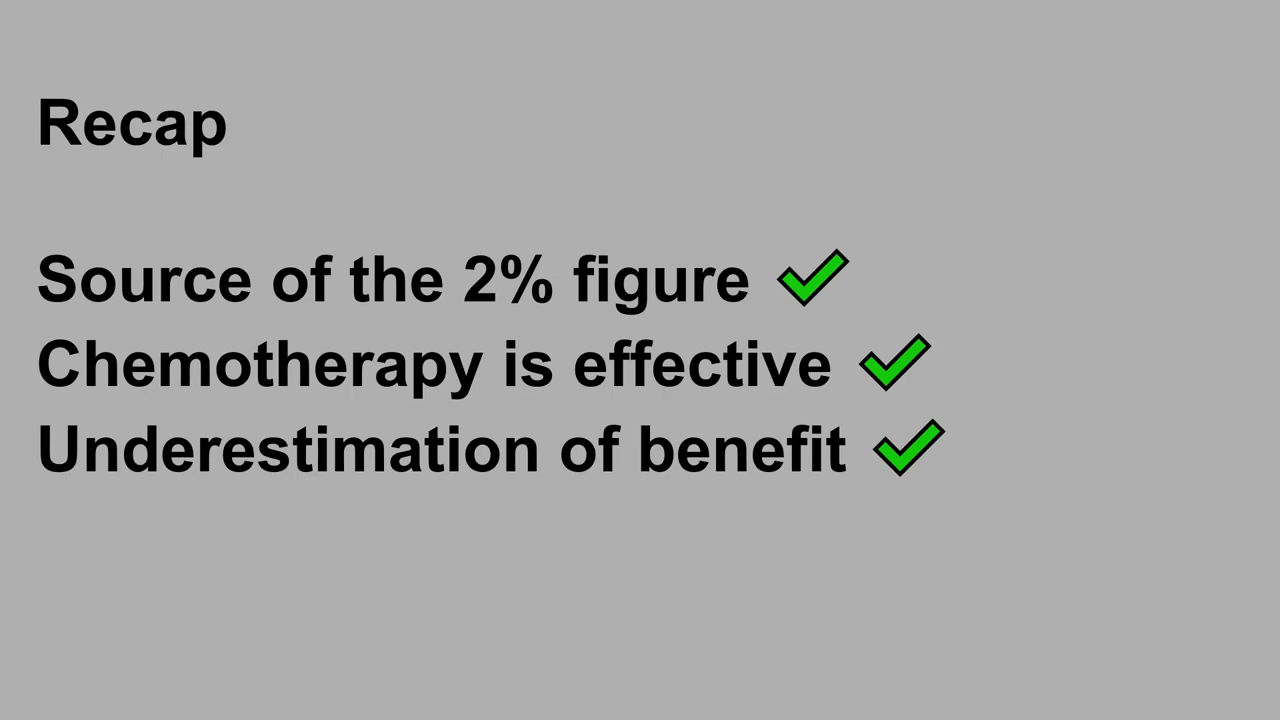 Recap
Source of the 2% figure
Chemotherapy is effective
Underestimation of benefit